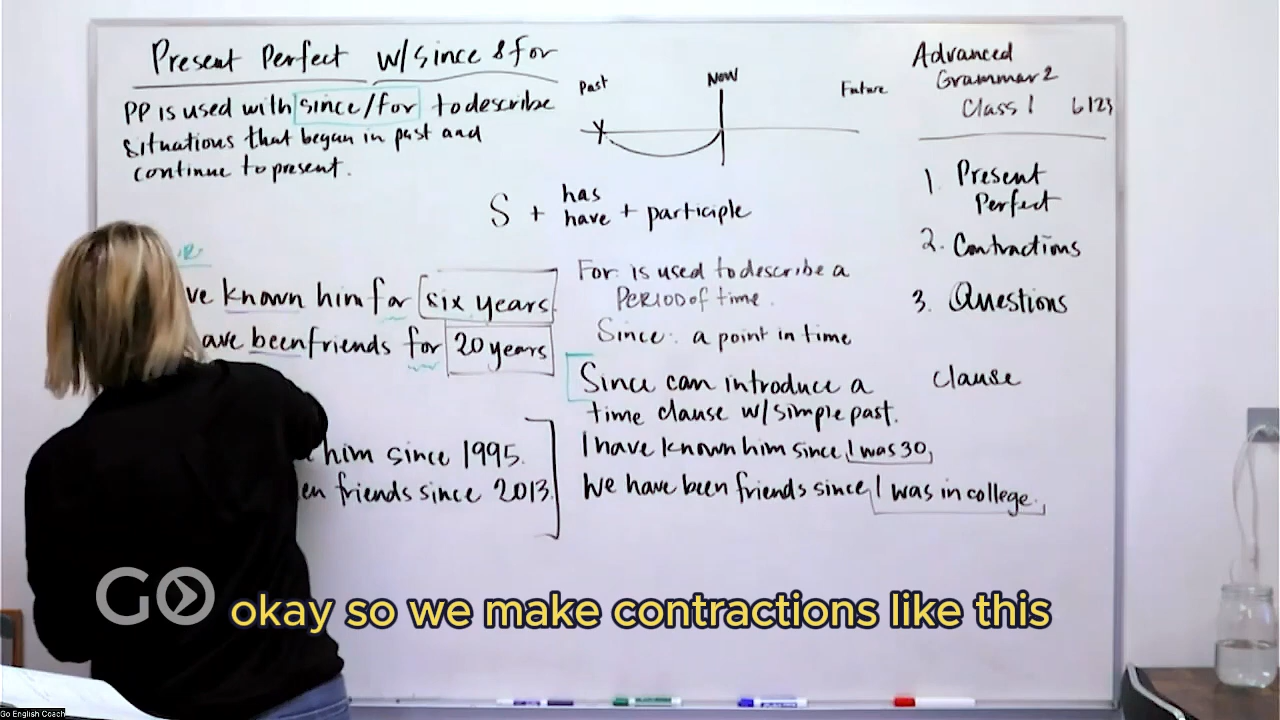 Present Perfect w/ since & for
PP is used with since/for to describe
situations that began in past and
continue to present.
Past
Now
Future
Advanced
Grammar 2
Class 1 6123
S + has
have + participle
1. Present
Perfect
2. Contractions
3. Questions
clause
've known him for six years.
ave been friends for 20 years
him since 1995.
en friends since 2013.
For: is used to describe a
PERIOD of time.
Since: a point in time
Since can introduce a
time clause w/ simple past.
I have known him since I was 30.
We have been friends since I was in college.
GO
okay so we make contractions like this
Go English Coach